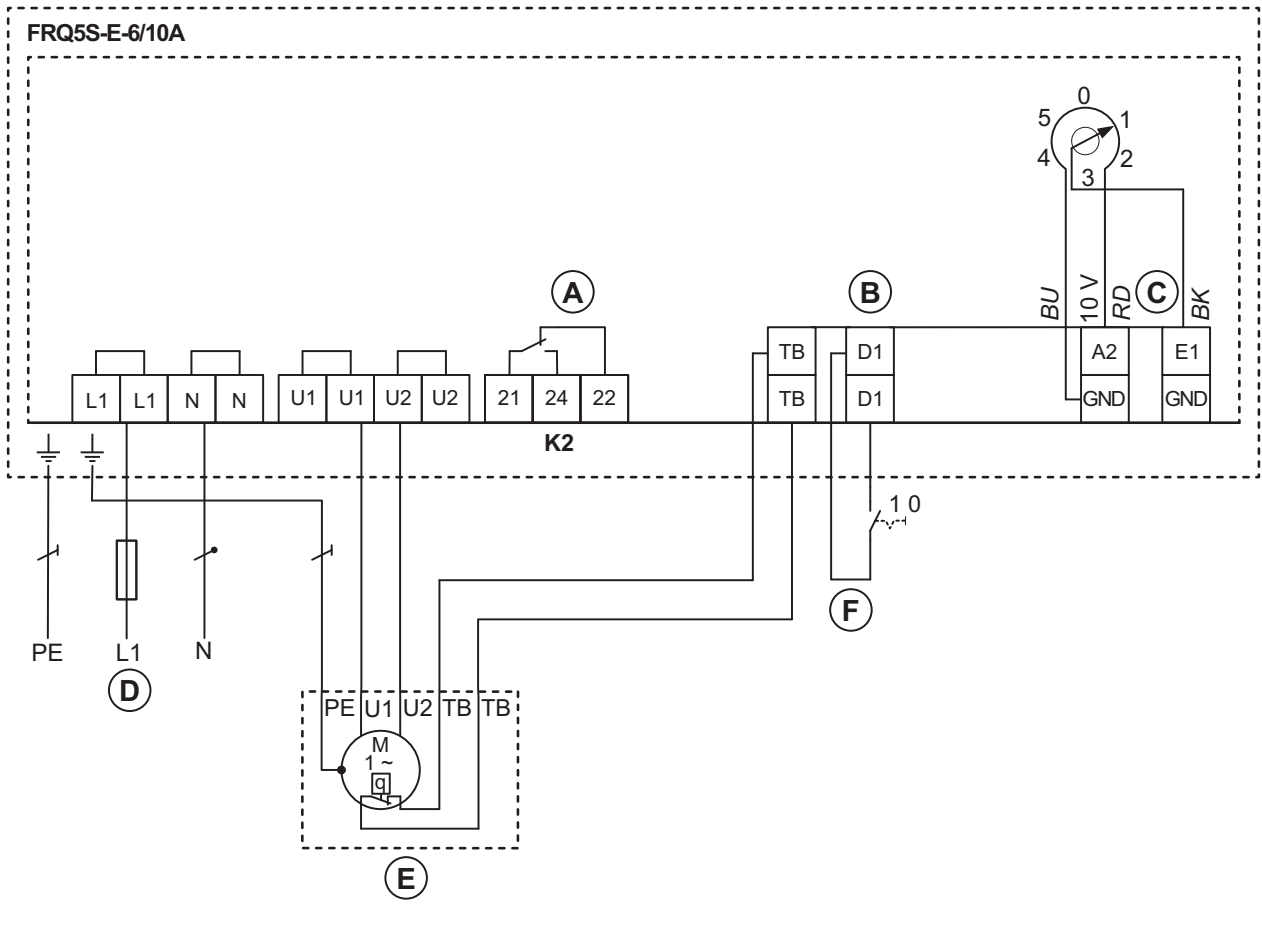 FRQ5S-E-6/10A
0
5 1
4 2
3
A B C
BU 10 V RD BK
TB D1 A2 E1
L1 L1 N N U1 U1 U2 U2 21 24 22 TB D1 GND GND
K2
1 0
F
PE L1 N
D
PE U1 U2 TB TB
M
1 ~
q
E